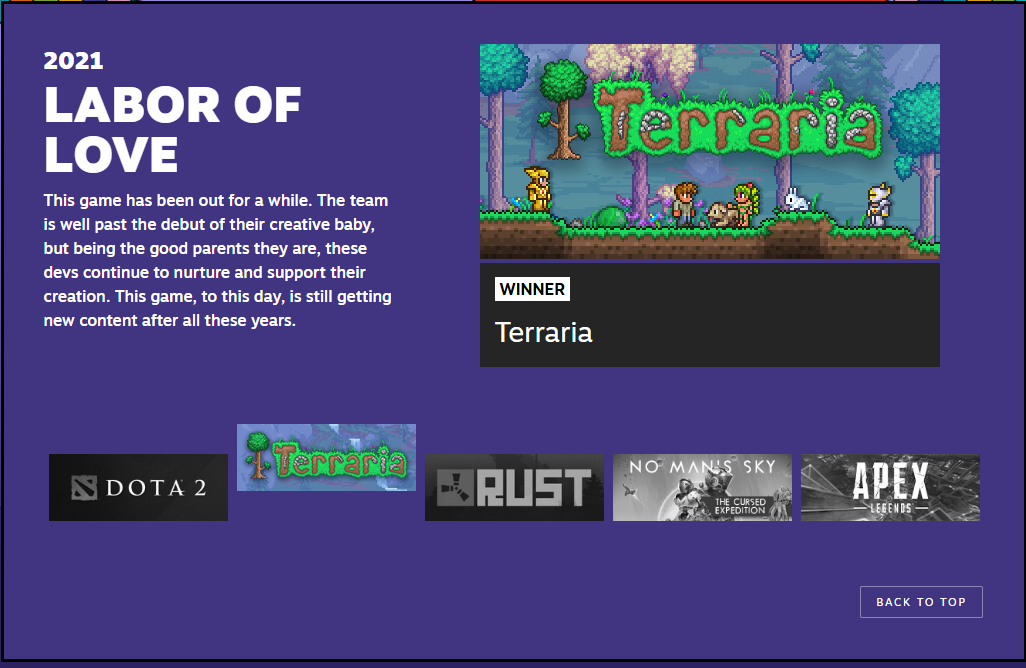 2021
LABOR OF
LOVE
This game has been out for a while. The team
is well past the debut of their creative baby,
but being the good parents they are, these
devs continue to nurture and support their
creation. This game, to this day, is still getting
new content after all these years.
Terraria
WINNER
Terraria
DOTA 2
Terraria
RUST
NO MAN'S SKY
THE CURSED
EXPEDITION
APEX
LEGENDS
BACK TO TOP